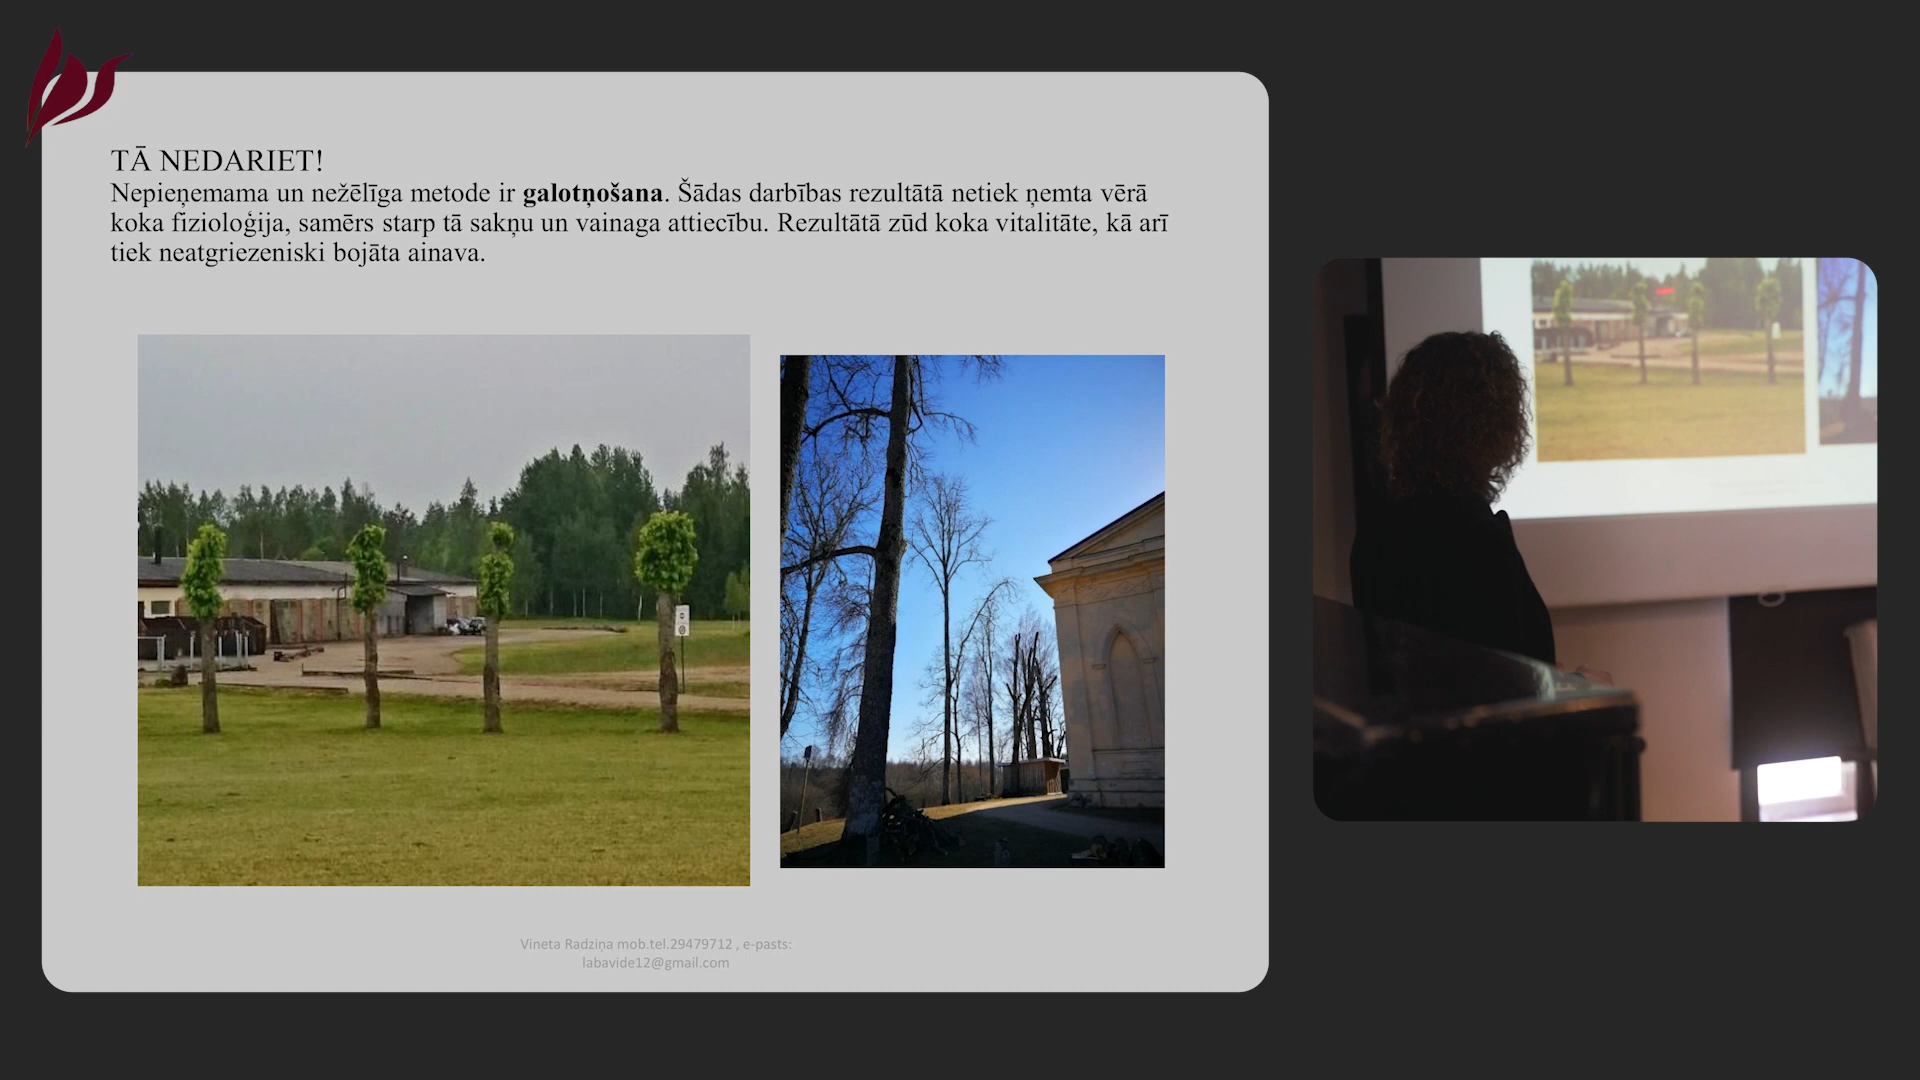 TĀ NEDARIET!
Nepieņemama un nežēlīga metode ir galotņošana. Šādas darbības rezultātā netiek ņemta vērā
koka fizioloģija, samērs starp tā sakņu un vainaga attiecību. Rezultātā zūd koka vitalitāte, kā arī
tiek neatgriezeniski bojāta ainava.
Vineta Radziņa mob.tel.29479712 , e-pasts:
labavide12@gmail.com